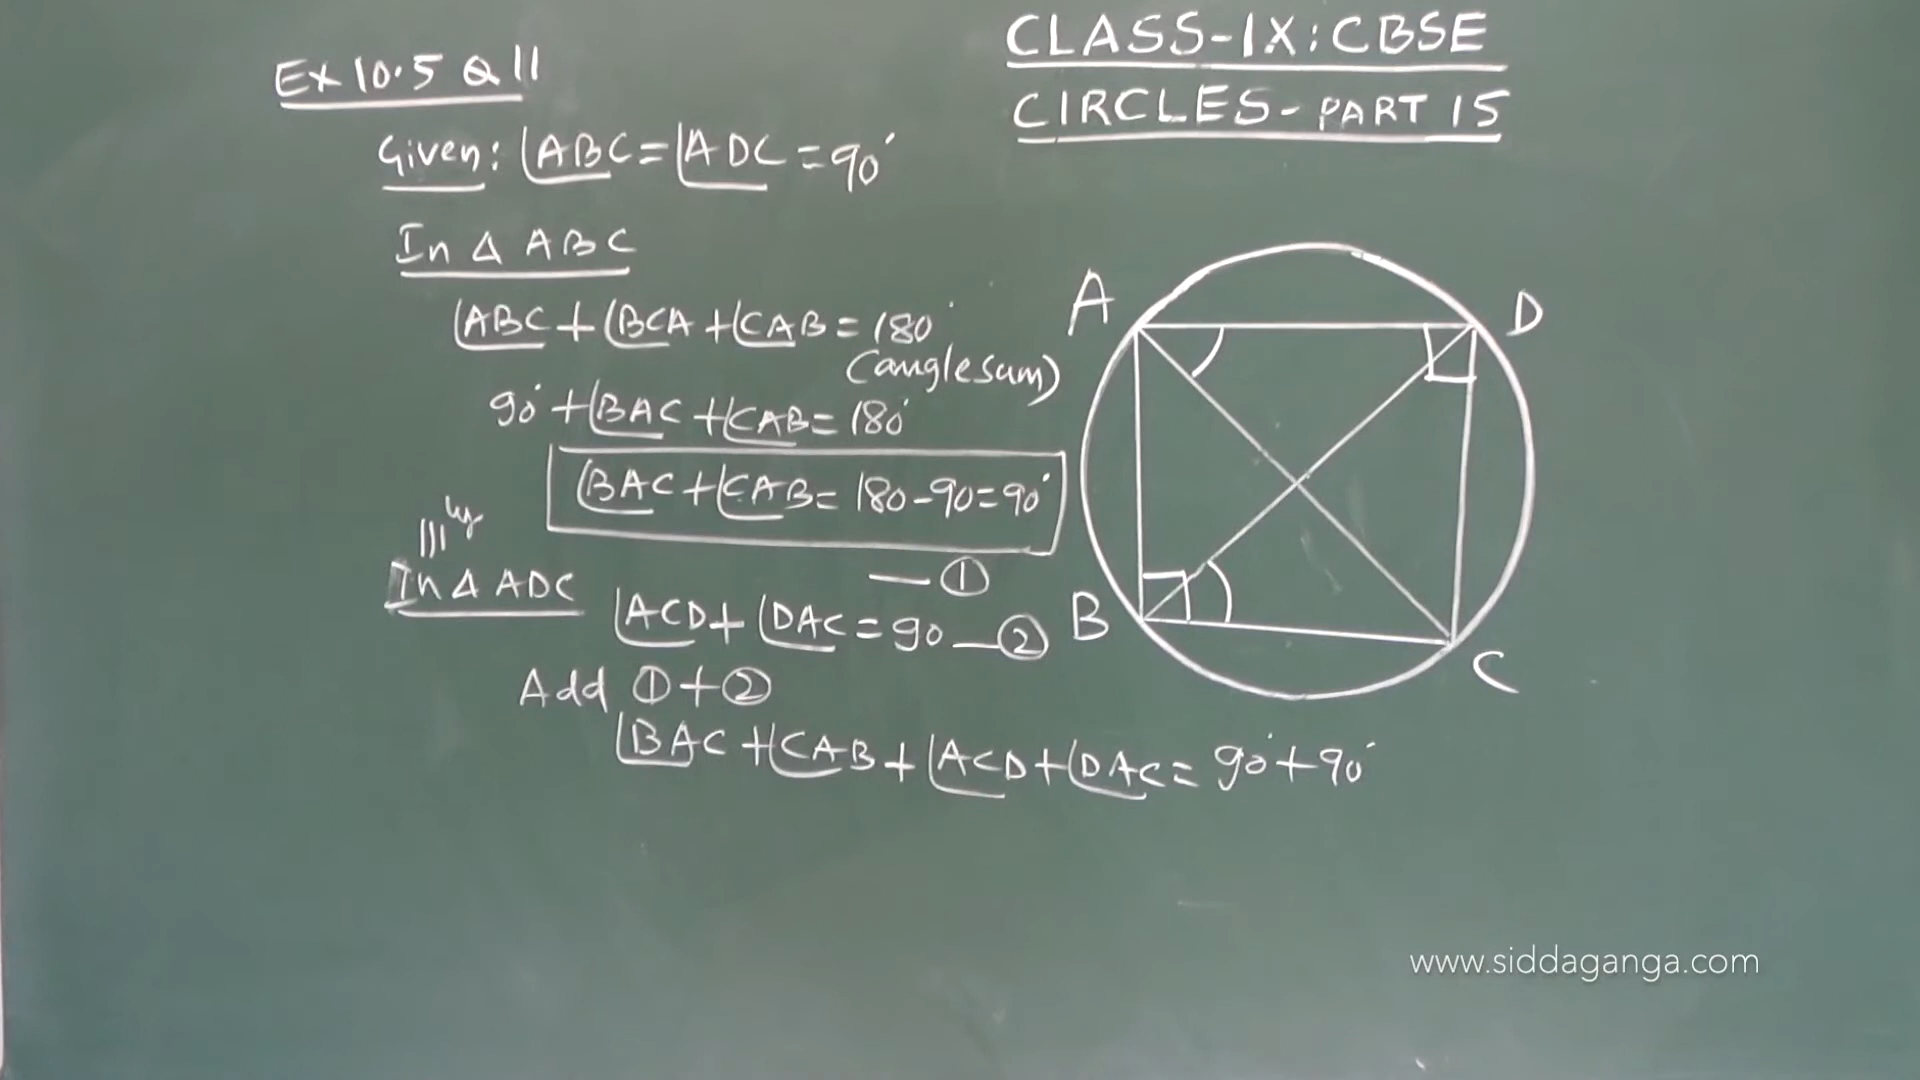 Ex 10.5 Q 11
CLASS-IX: CBSE
CIRCLES - PART 15
Given: ∠ABC = ∠ADC = 90°
In Δ ABC
∠ABC + ∠BCA + ∠CAB = 180°
(angle sum)
90° + ∠BAC + ∠CAB = 180°
∠BAC + ∠CAB = 180 - 90 = 90°
— ①
|||ly
In Δ ADC
∠ACD + ∠DAC = 90 — ②
Add ① + ②
∠BAC + ∠CAB + ∠ACD + ∠DAC = 90° + 90°
A
D
B
C
www.siddaganga.com